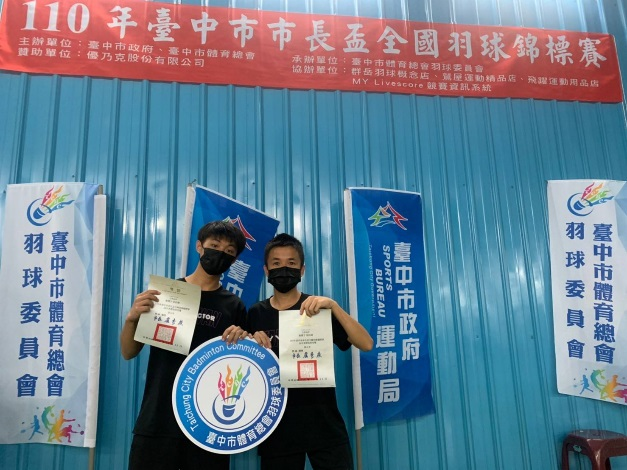 110年臺中市市長盃全國羽球錦標賽
主辦單位：臺中市政府、臺中市體育總會
贊助單位：優乃克股份有限公司
承辦單位：臺中市體育總會羽球委員會
協辦單位：群岳羽球概念店、鷲屋運動精品店、飛躍運動用品店
MY Livescore 競賽資訊系統
臺中市體育總會
羽球委員會
臺中
臺中市政府
SPORTS
BUREAU
運動局
臺中市體育總會
羽球委員會
Taichung City Badminton Committee
臺中市體育總會羽球委員會